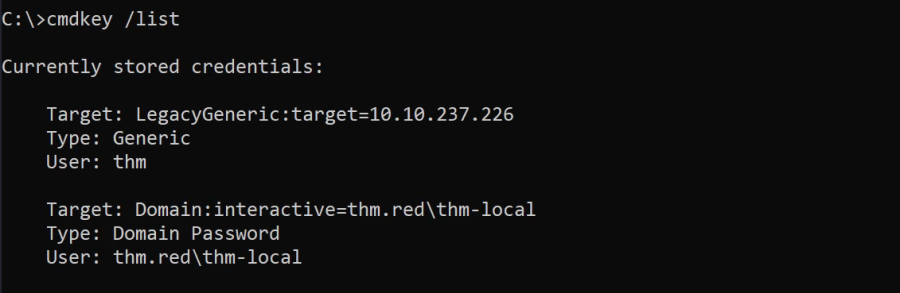 C:\>cmdkey /list
Currently stored credentials:
Target: LegacyGeneric:target=10.10.237.226
Type: Generic
User: thm
Target: Domain:interactive=thm.red\thm-local
Type: Domain Password
User: thm.red\thm-local